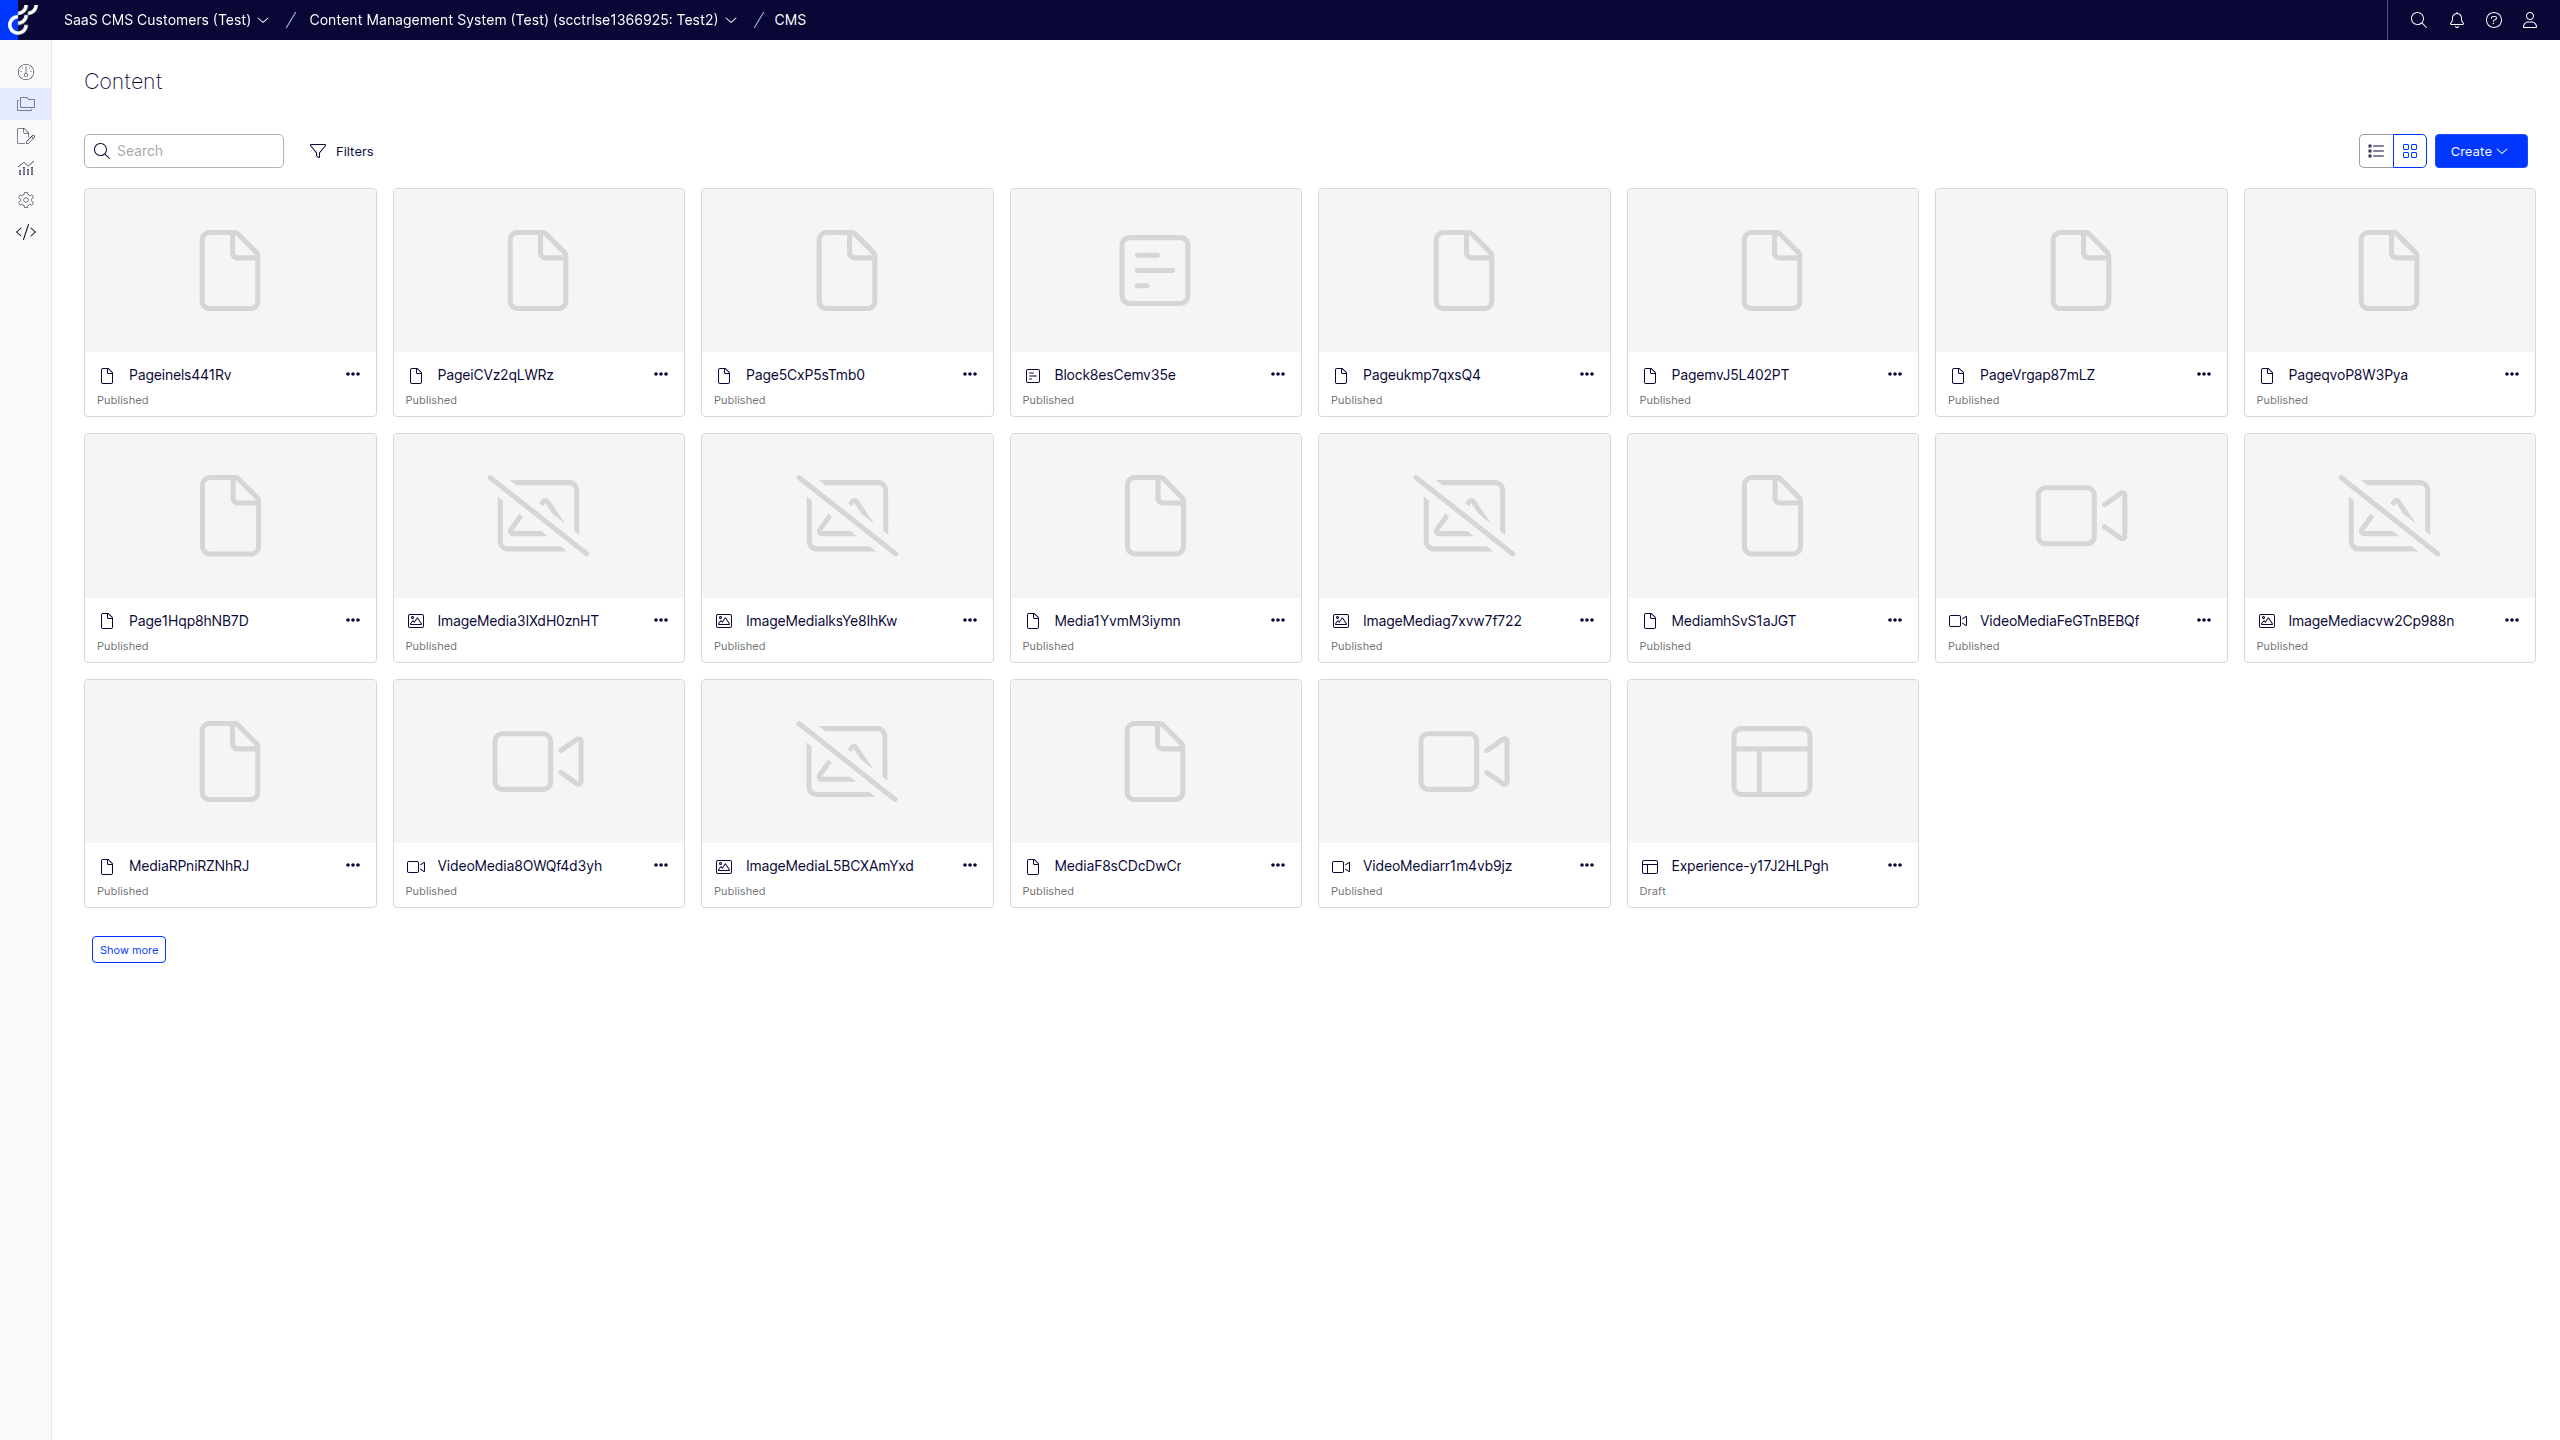 SaaS CMS Customers (Test) / Content Management System (Test) (scctrlse1366925: Test2) / CMS
Content
Search Filters Create
Pageinels441Rv PageiCVz2qLWRz Page5CxP5sTmb0 Block8esCemv35e Pageukmp7qxsQ4 PagemvJ5L402PT PageVrgap87mLZ PageqvoP8W3Pya
Published Published Published Published Published Published Published Published
Page1Hqp8hNB7D ImageMedia3IXdH0znHT ImageMedialksYe8lhKw Media1YvmM3iymn ImageMediag7xvw7f722 MediamhSvS1aJGT VideoMediaFeGTnBEBQf ImageMediacvw2Cp988n
Published Published Published Published Published Published Published Published
MediaRPniRZNhRJ VideoMedia8OWQf4d3yh ImageMediaL5BCXAmYxd MediaF8sCDcDwCr VideoMediarr1m4vb9jz Experience-y17J2HLPgh
Published Published Published Published Published Draft
Show more